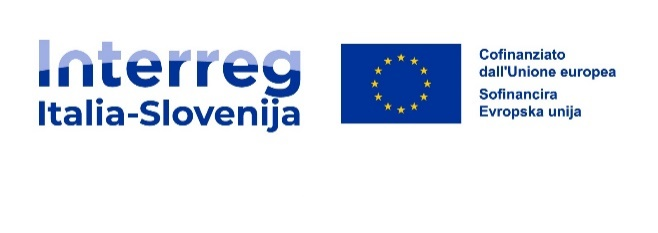 Interreg
Italia-Slovenija
Cofinanziato
dall'Unione europea
Sofinancira
Evropska unija